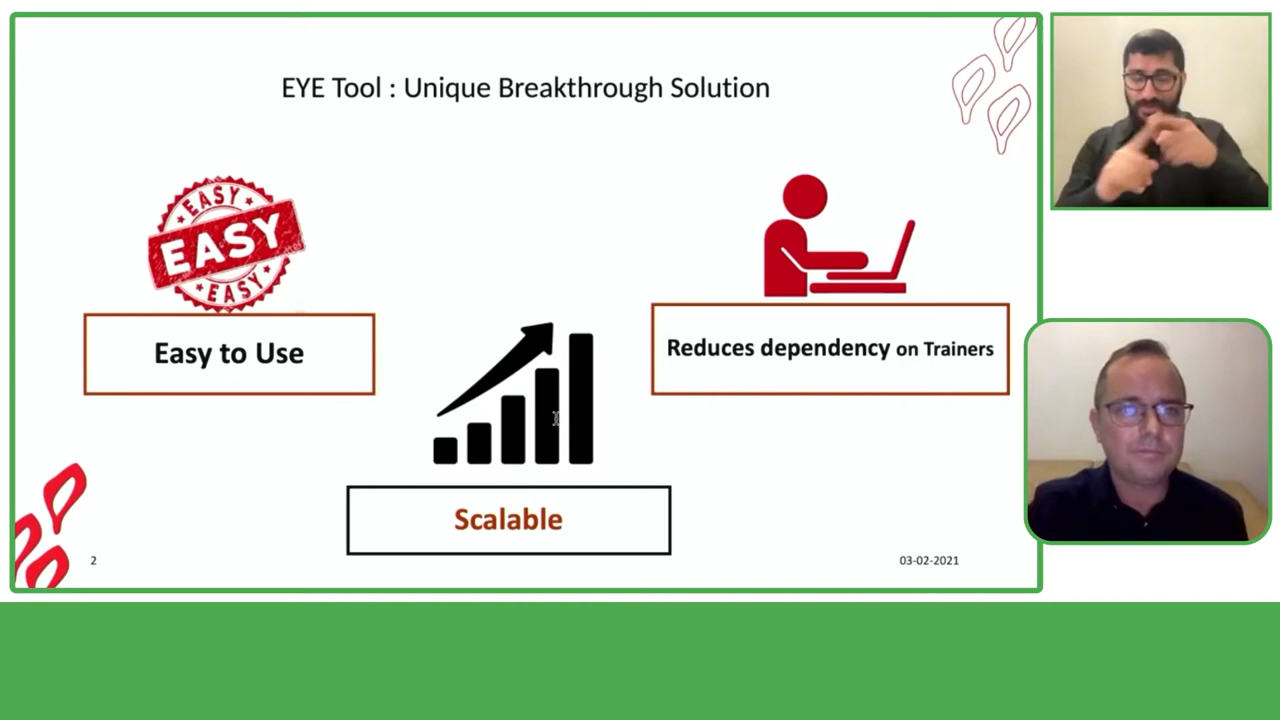 EYE Tool : Unique Breakthrough Solution
EASY
EASY
EASY
Easy to Use
Reduces dependency on Trainers
Scalable
2
03-02-2021